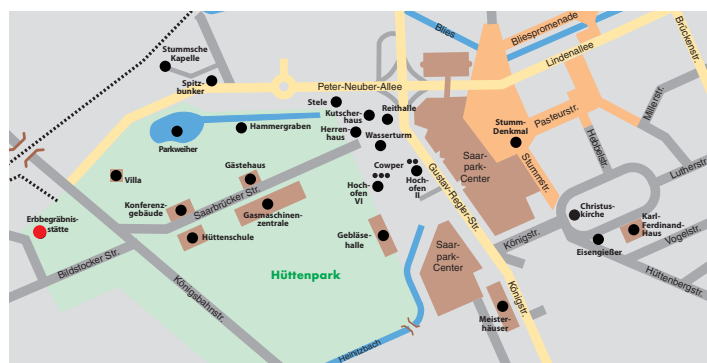 Stummsche
Kapelle
Spitz-
bunker
Bliespromenade
Blies
Brückenstr.
Lindenallee
Peter-Neuber-Allee
Stele
Kutscher-
haus
Reithalle
Herren-
haus
Hammergraben
Parkweiher
Wasserturm
Stumm-
Denkmal
Pasteurstr.
Millerstr.
Hebbelstr.
Saar-
park-
Center
Cowper
Hoch-
ofen
II
Hoch-
ofen
VI
Gustav-Regler-Str.
Stummstr.
Lutherstr.
Gästehaus
Villa
Saarbrücker Str.
Konferenz-
gebäude
Gasmaschinen-
zentrale
Erbbegräbnis-
stätte
Hüttenschule
Gebläse-
halle
Christus-
kirche
Karl-
Ferdinand-
Haus
Vogelstr.
Eisengießer
Königstr.
Saar-
park-
Center
Bildstocker Str.
Hüttenpark
Hüttenbergstr.
Königsbahnstr.
Königstr.
Meister-
häuser
Heinitzbach